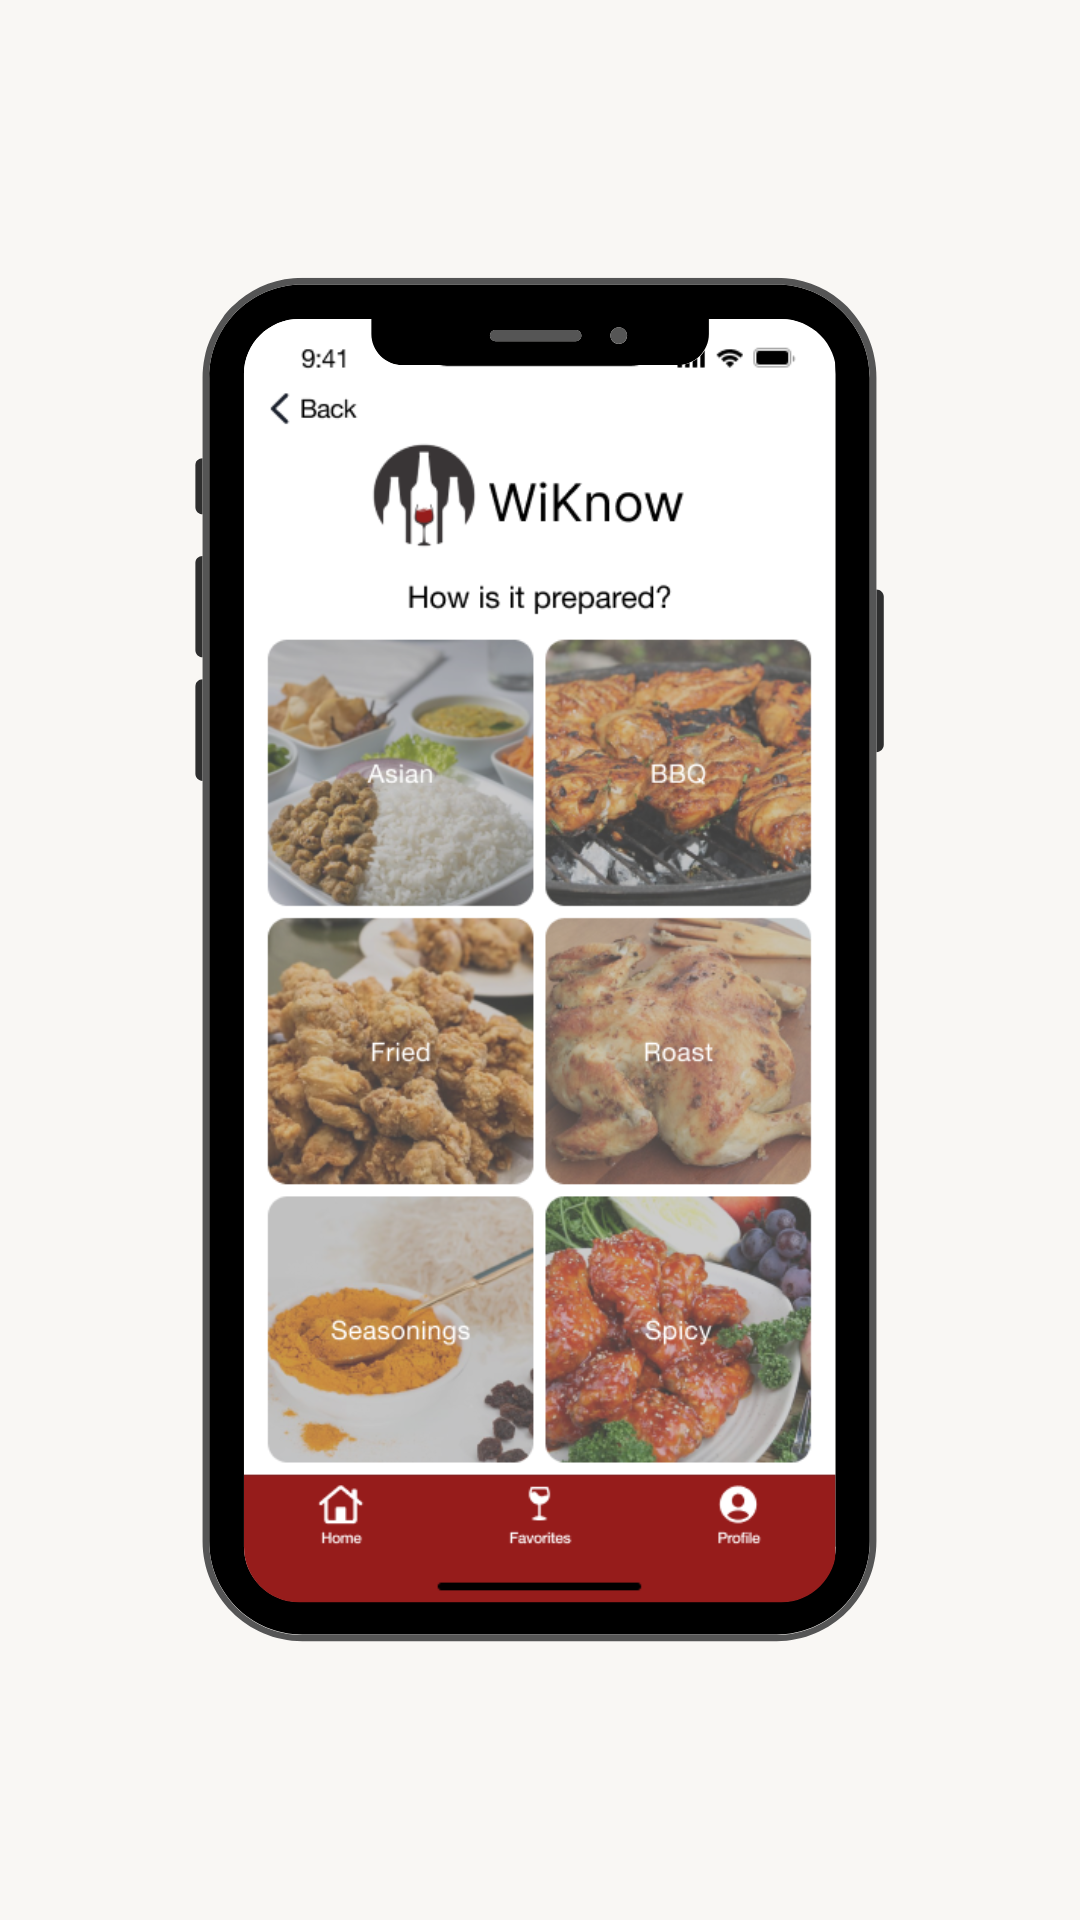 9:41
Back
WiKnow
How is it prepared?
Asian
BBQ
Fried
Roast
Seasonings
Spicy
Home
Favorites
Profile